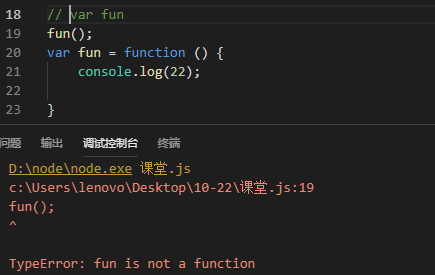 18 // var fun
19 fun();
20 var fun = function () {
21 console.log(22);
22
23 }
问题 输出 调试控制台 终端
D:\node\node.exe 课堂.js
c:\Users\lenovo\Desktop\10-22\课堂.js:19
fun();
^
TypeError: fun is not a function